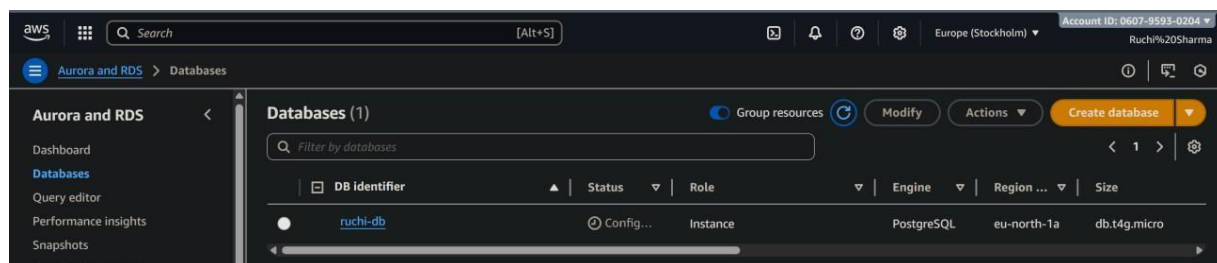 aws Search [Alt+S] Europe (Stockholm) Account ID: 0607-9593-0204
Ruchi%20Sharma
Aurora and RDS > Databases
Aurora and RDS
Dashboard
Databases
Query editor
Performance insights
Snapshots
Databases (1) Group resources Modify Actions Create database
Filter by databases 1
DB identifier Status Role Engine Region ... Size
ruchi-db Config... Instance PostgreSQL eu-north-1a db.t4g.micro